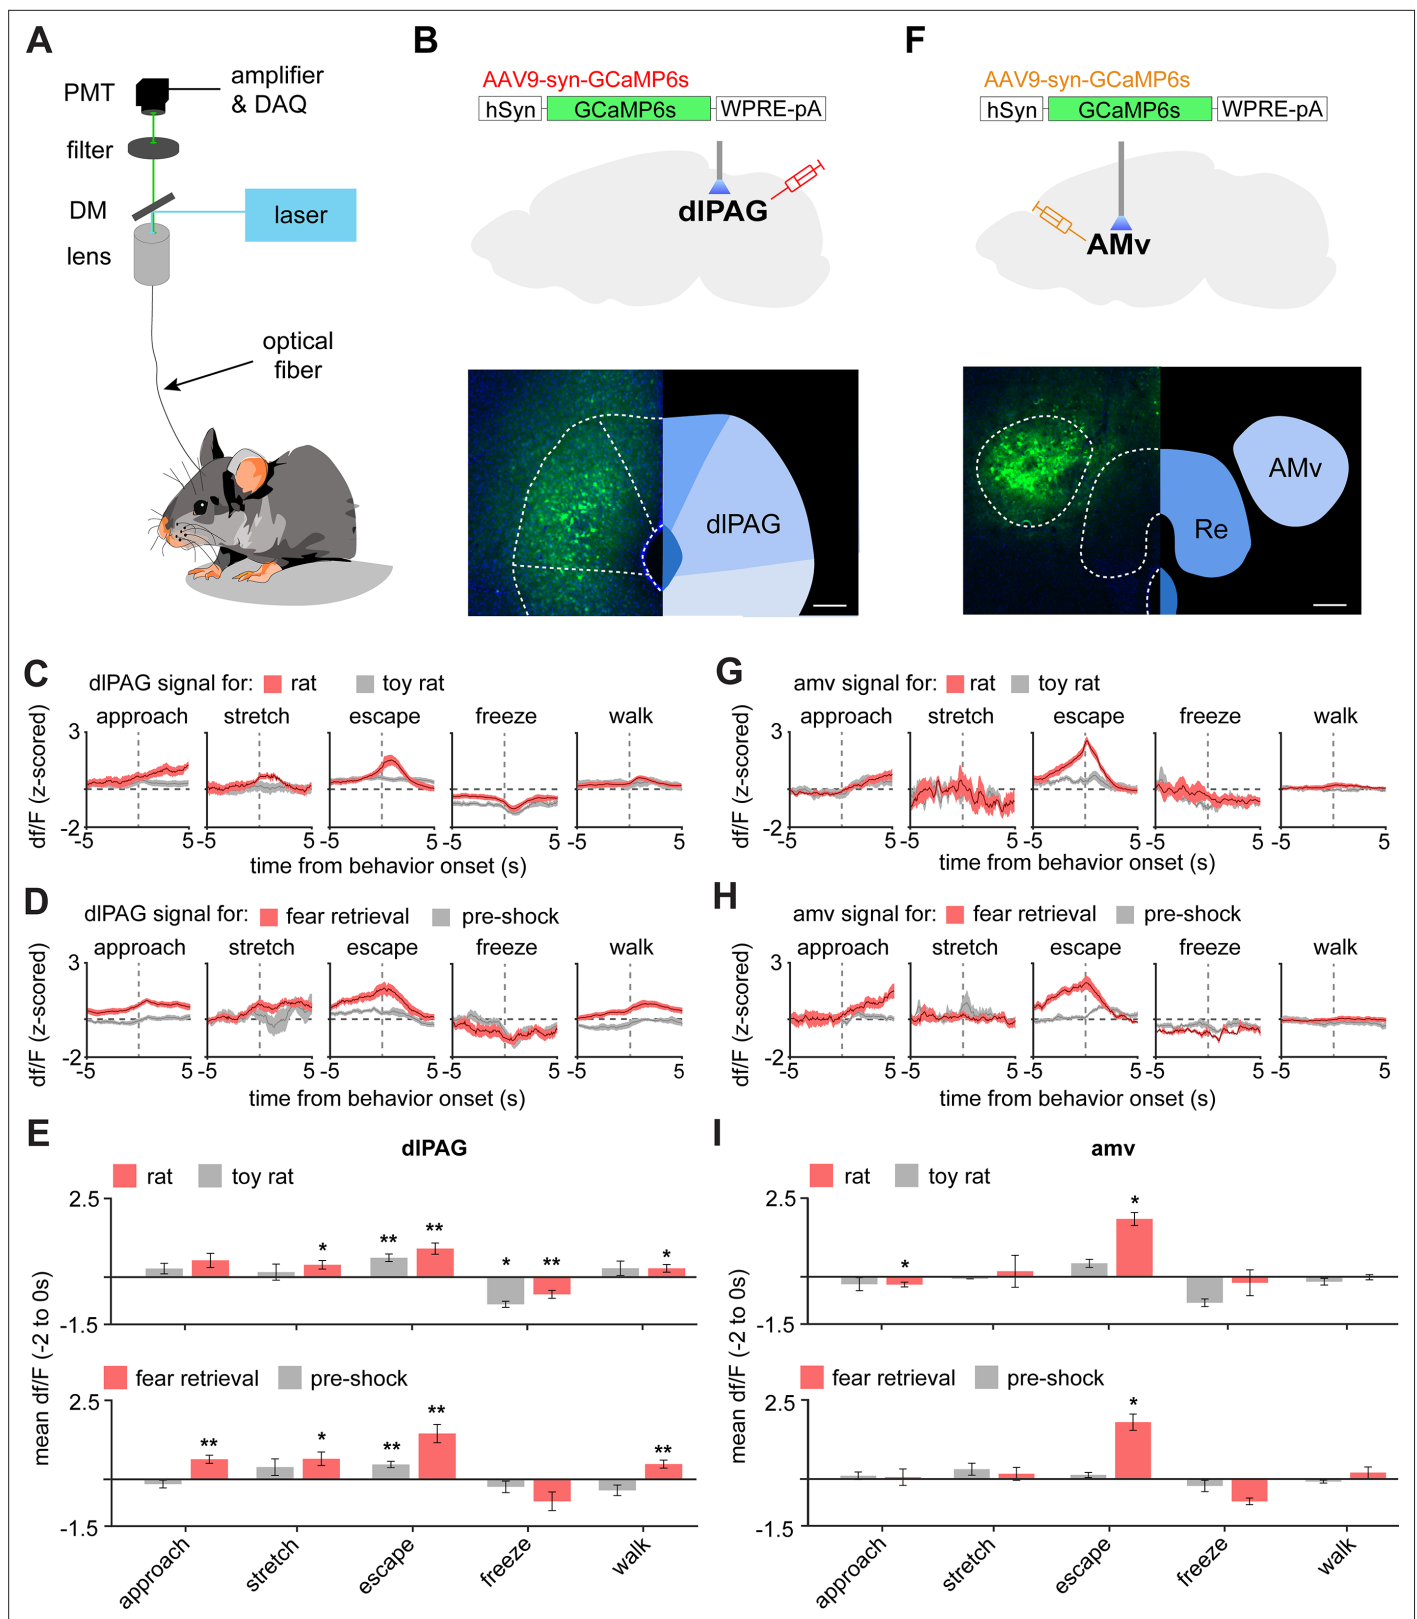 A
PMT
amplifier
& DAQ
filter
DM
laser
lens
optical
fiber
B
AAV9-syn-GCaMP6s
hSyn GCaMP6s WPRE-pA
dlPAG
dlPAG
F
AAV9-syn-GCaMP6s
hSyn GCaMP6s WPRE-pA
AMv
AMv
Re
C
dlPAG signal for: rat toy rat
approach stretch escape freeze walk
df/F (z-scored)
3
-2
-5 5 -5 5 -5 5 -5 5 -5 5
time from behavior onset (s)
D
dlPAG signal for: fear retrieval pre-shock
approach stretch escape freeze walk
df/F (z-scored)
3
-2
-5 5 -5 5 -5 5 -5 5 -5 5
time from behavior onset (s)
G
amv signal for: rat toy rat
approach stretch escape freeze walk
df/F (z-scored)
3
-2
-5 5 -5 5 -5 5 -5 5 -5 5
time from behavior onset (s)
H
amv signal for: fear retrieval pre-shock
approach stretch escape freeze walk
df/F (z-scored)
3
-2
-5 5 -5 5 -5 5 -5 5 -5 5
time from behavior onset (s)
E
dlPAG
rat toy rat
2.5
* ** ** * ** *
-1.5
mean df/F (-2 to 0s)
fear retrieval pre-shock
2.5
** * ** ** **
-1.5
approach stretch escape freeze walk
I
amv
rat toy rat
2.5
* *
-1.5
mean df/F (-2 to 0s)
fear retrieval pre-shock
2.5
*
-1.5
approach stretch escape freeze walk